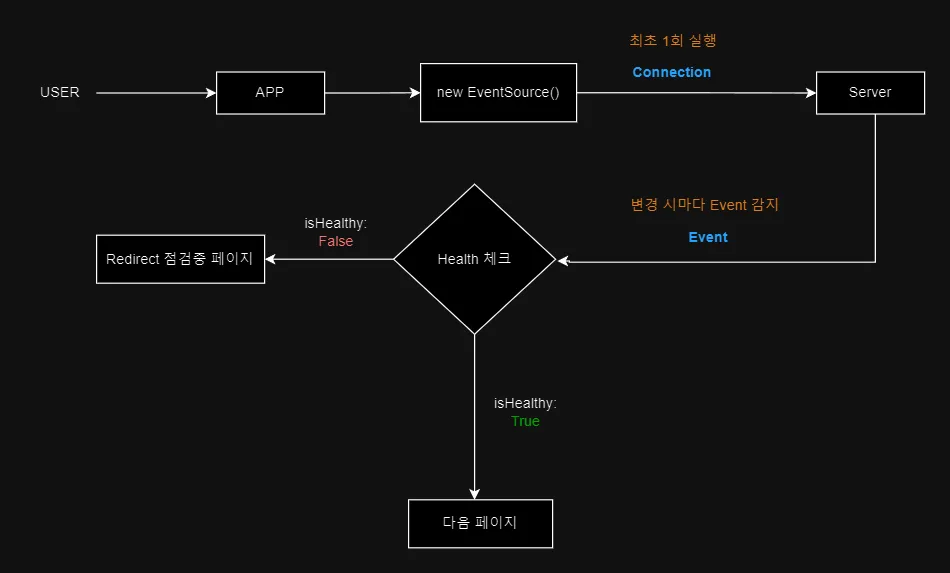 최초 1회 실행
Connection
USER
APP
new EventSource()
Server
변경 시마다 Event 감지
Event
isHealthy:
False
Redirect 점검중 페이지
Health 체크
isHealthy:
True
다음 페이지